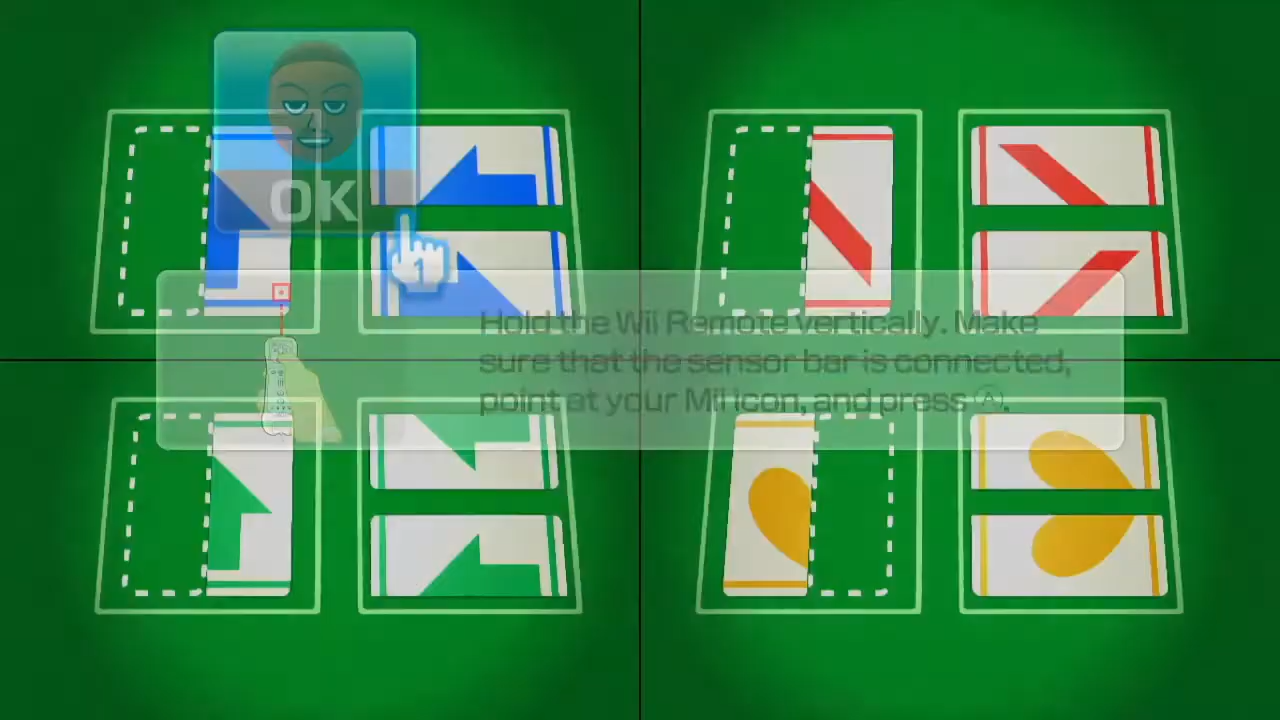 OK
1
Hold the Wii Remote vertically. Make
sure that the sensor bar is connected,
point at your Mii icon, and press Ⓐ.